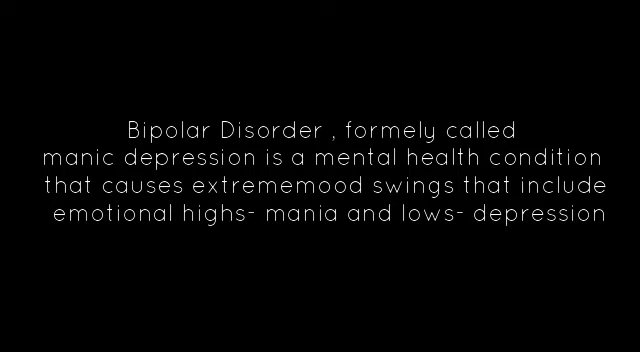 Bipolar Disorder , formely called
manic depression is a mental health condition
that causes extrememood swings that include
emotional highs- mania and lows- depression